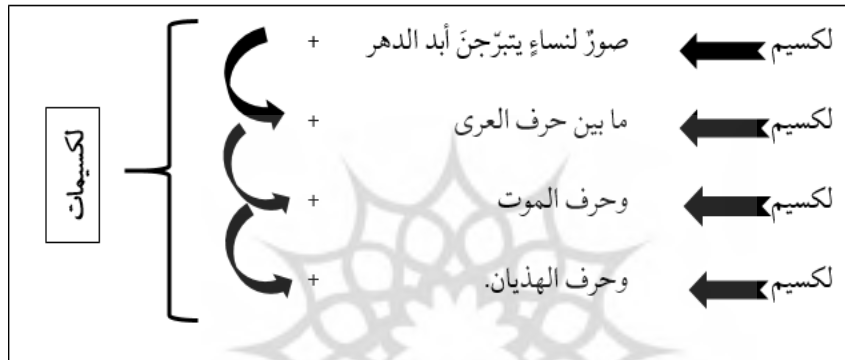 لكسيم صورٌ لنساءٍ يتبرّجنَ أبد الدهر +
لكسيم ما بين حرف العرى +
لكسيم وحرف الموت +
لكسيم وحرف الهذيان. +
لكسيمات